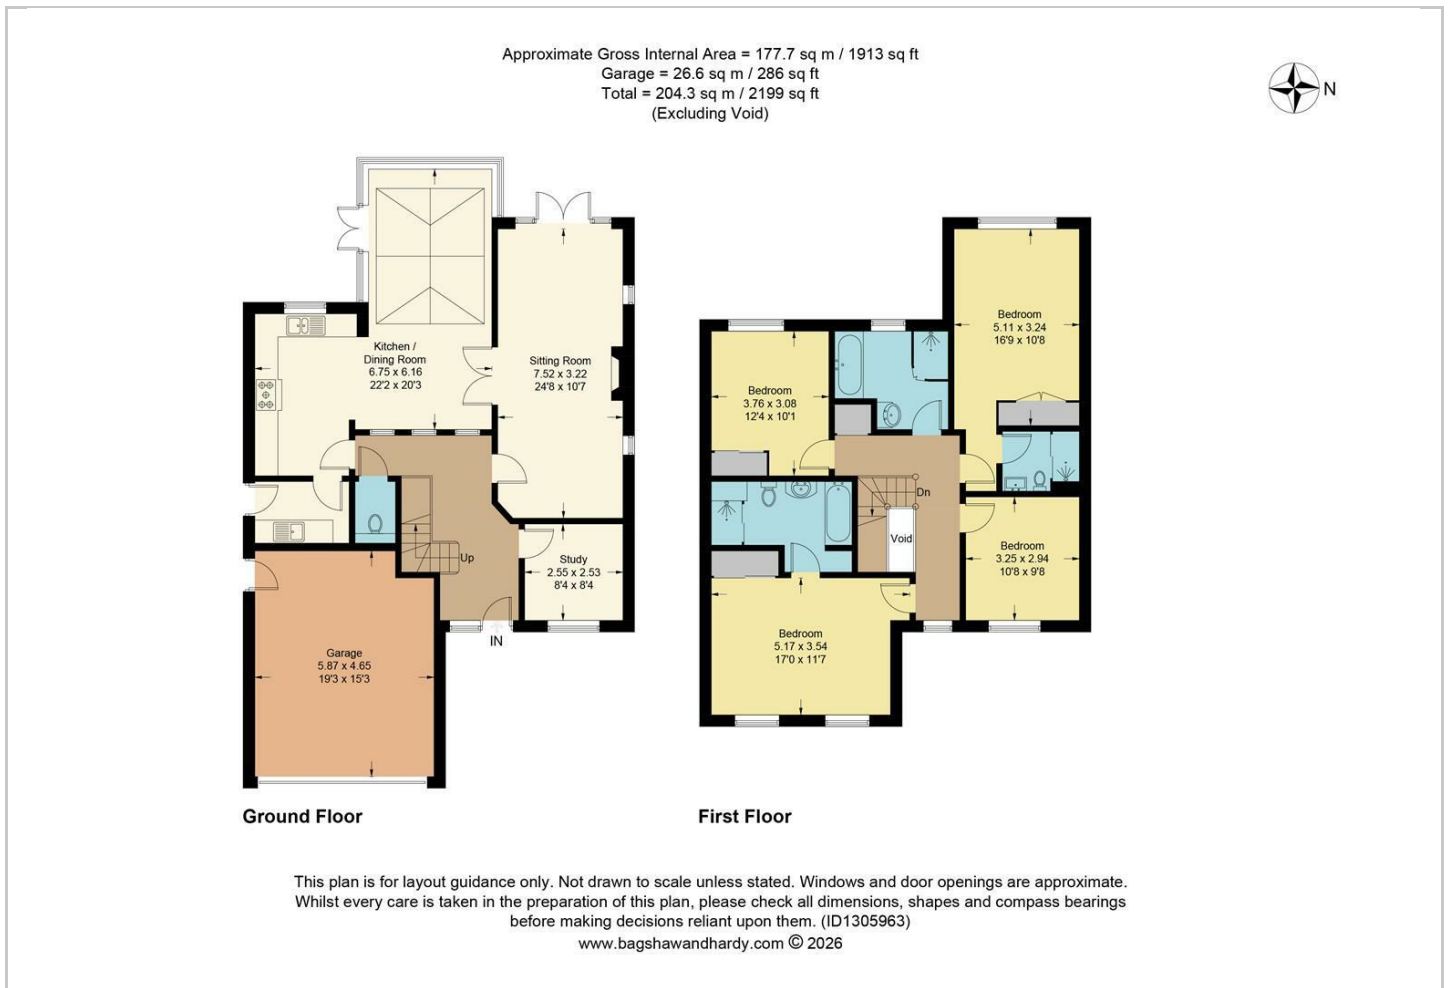 Approximate Gross Internal Area = 177.7 sq m / 1913 sq ft
Garage = 26.6 sq m / 286 sq ft
Total = 204.3 sq m / 2199 sq ft
(Excluding Void)
N
Kitchen /
Dining Room
6.75 x 6.16
22'2 x 20'3
Sitting Room
7.52 x 3.22
24'8 x 10'7
Up
Study
2.55 x 2.53
8'4 x 8'4
IN
Garage
5.87 x 4.65
19'3 x 15'3
Ground Floor
Bedroom
5.11 x 3.24
16'9 x 10'8
Bedroom
3.76 x 3.08
12'4 x 10'1
Dn
Void
Bedroom
3.25 x 2.94
10'8 x 9'8
Bedroom
5.17 x 3.54
17'0 x 11'7
First Floor
This plan is for layout guidance only. Not drawn to scale unless stated. Windows and door openings are approximate.
Whilst every care is taken in the preparation of this plan, please check all dimensions, shapes and compass bearings
before making decisions reliant upon them. (ID1305963)
www.bagshawandhardy.com © 2026